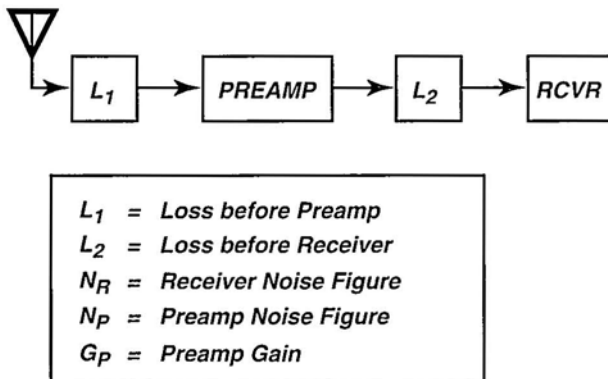 L1 PREAMP L2 RCVR
L1 = Loss before Preamp
L2 = Loss before Receiver
NR = Receiver Noise Figure
NP = Preamp Noise Figure
GP = Preamp Gain